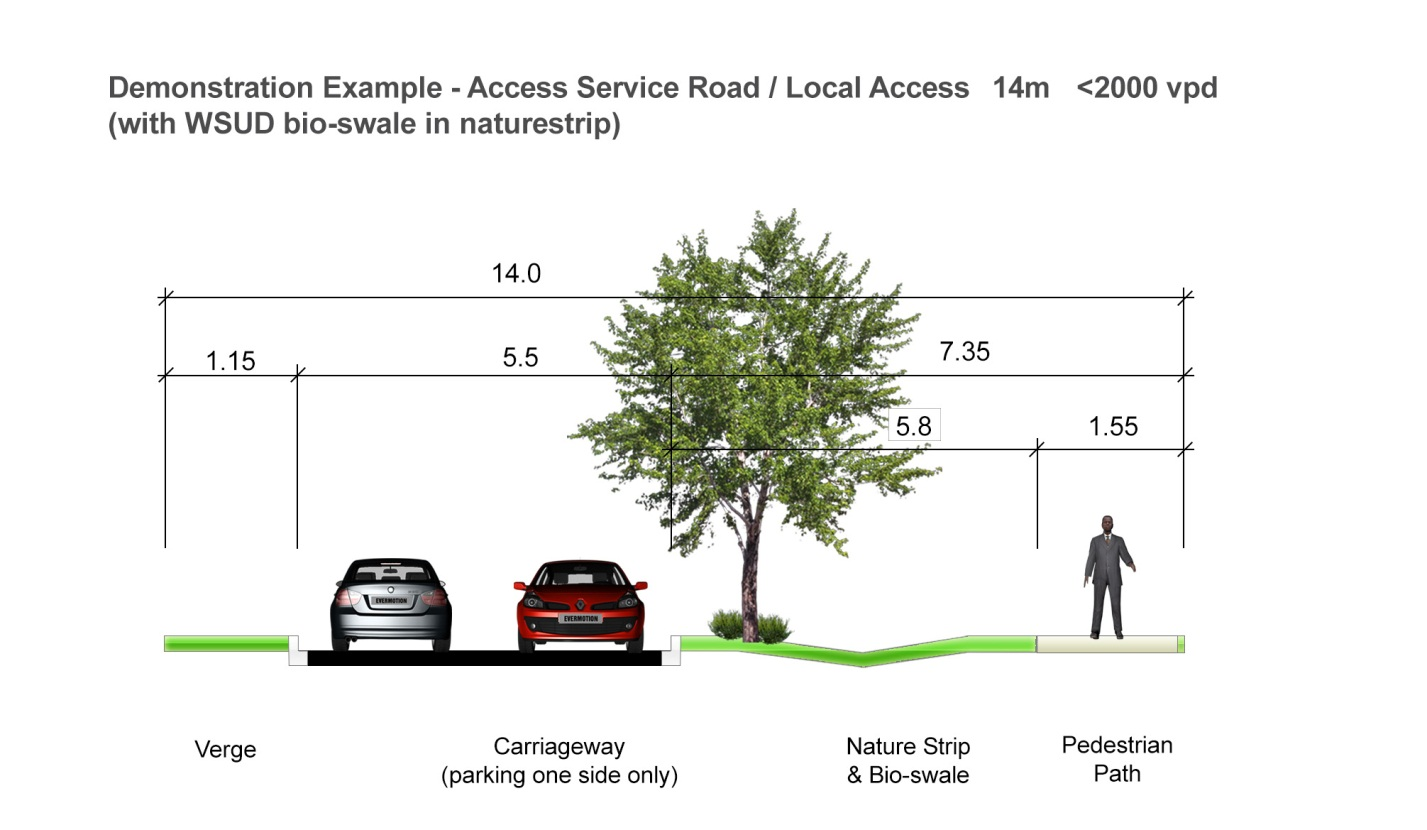 Demonstration Example - Access Service Road / Local Access 14m <2000 vpd
(with WSUD bio-swale in naturestrip)
14.0
1.15
5.5
7.35
5.8
1.55
EVERMOTION
EVERMOTION
Verge
Carriageway
(parking one side only)
Nature Strip
& Bio-swale
Pedestrian
Path